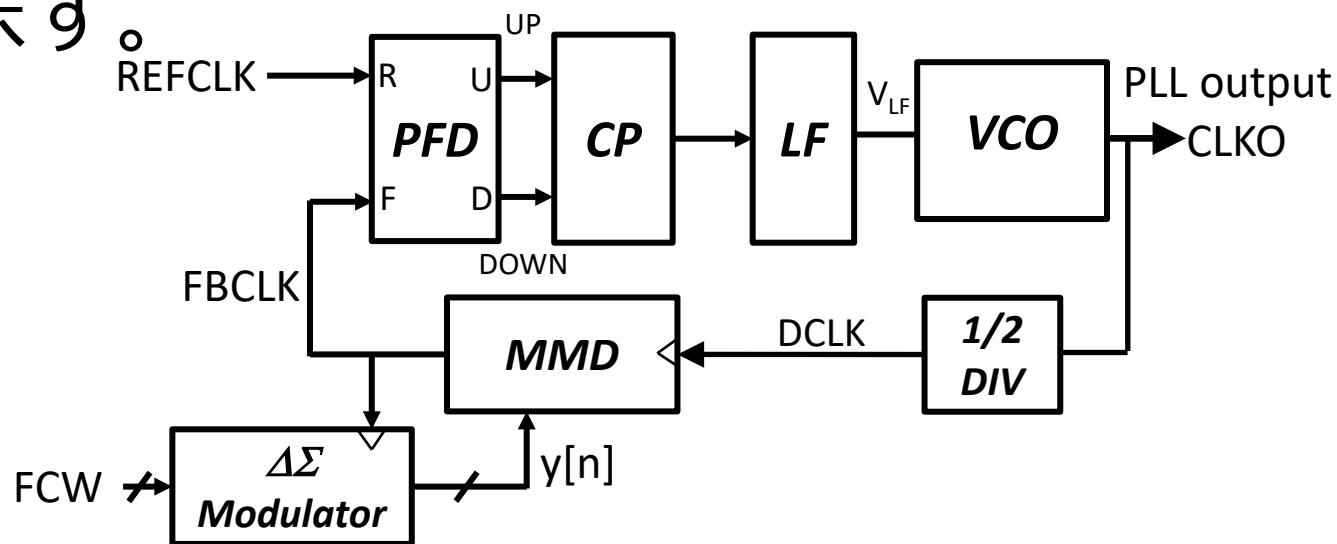 す。
UP
REFCLK
R
U
PFD
CP
LF
V_LF
VCO
PLL output
CLKO
F
D
DOWN
FBCLK
MMD
DCLK
1/2
DIV
FCW
ΔΣ
Modulator
y[n]